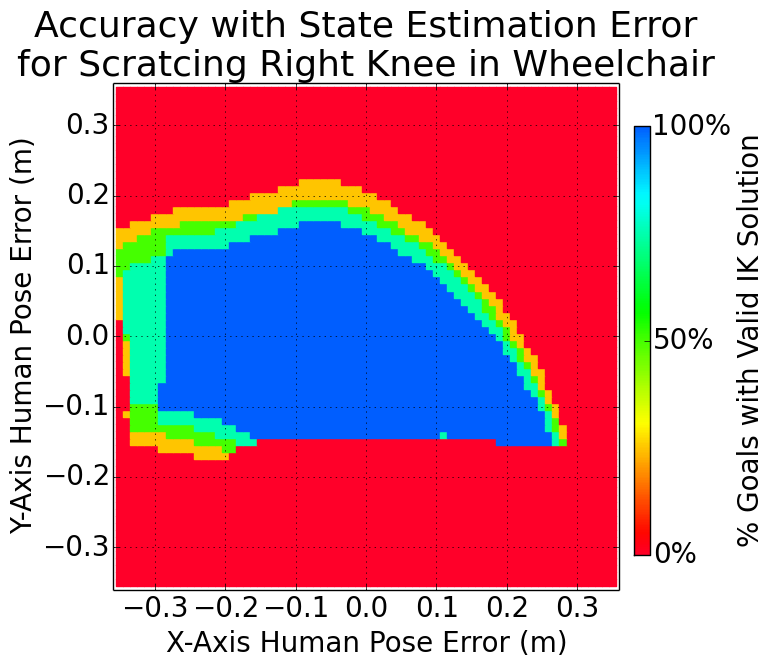 Accuracy with State Estimation Error
for Scratcing Right Knee in Wheelchair
Y-Axis Human Pose Error (m)
0.3
0.2
0.1
0.0
−0.1
−0.2
−0.3
−0.3 −0.2 −0.1 0.0 0.1 0.2 0.3
X-Axis Human Pose Error (m)
100%
50%
0%
% Goals with Valid IK Solution